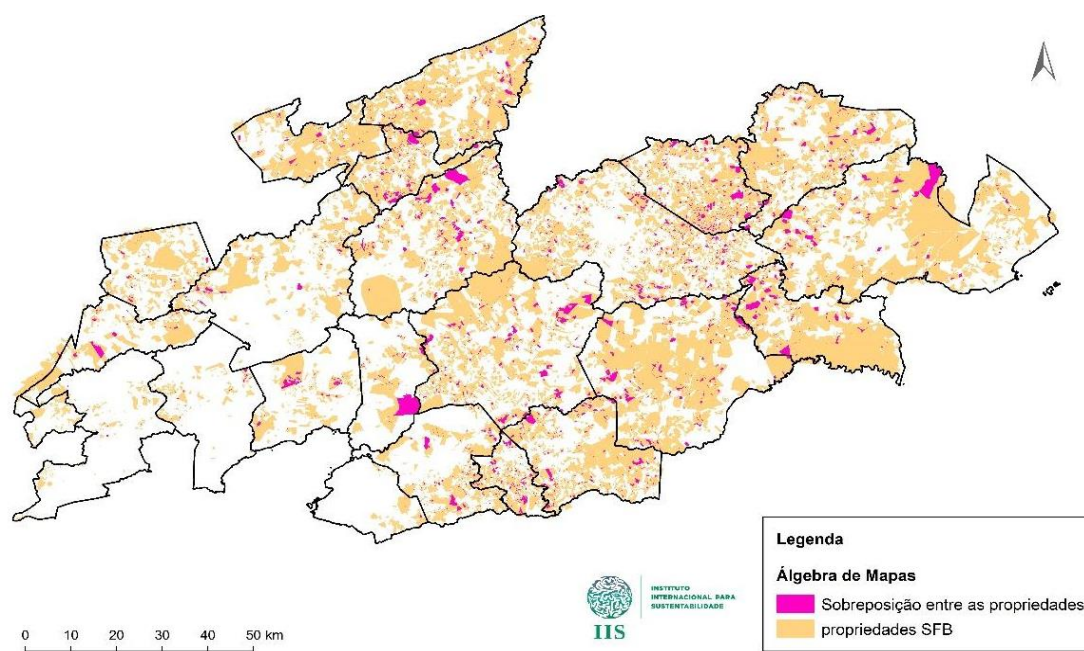 Legenda
Álgebra de Mapas
Sobreposição entre as propriedades
propriedades SFB
INSTITUTO
INTERNACIONAL PARA
SUSTENTABILIDADE
IIS
0 10 20 30 40 50 km